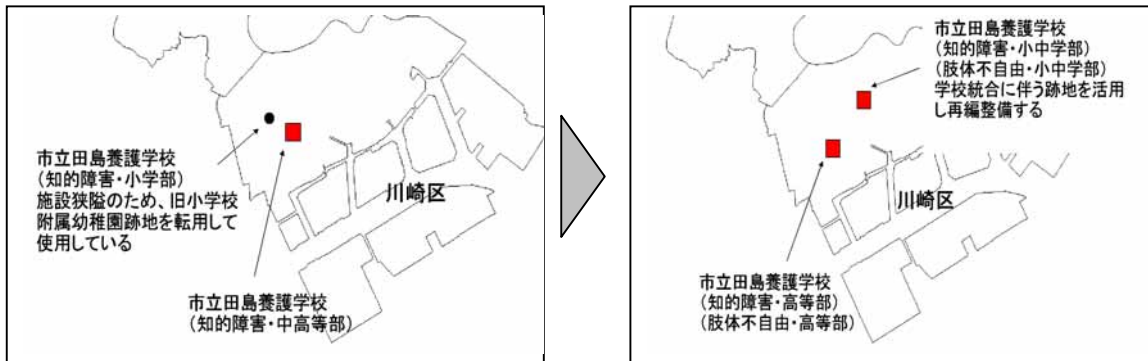 市立田島養護学校
(知的障害・小学部)
施設狭隘のため、旧小学校
附属幼稚園跡地を転用して
使用している
川崎区
市立田島養護学校
(知的障害・中高等部)
市立田島養護学校
(知的障害・小中学部)
(肢体不自由・小中学部)
学校統合に伴う跡地を活用
し再編整備する
川崎区
市立田島養護学校
(知的障害・高等部)
(肢体不自由・高等部)